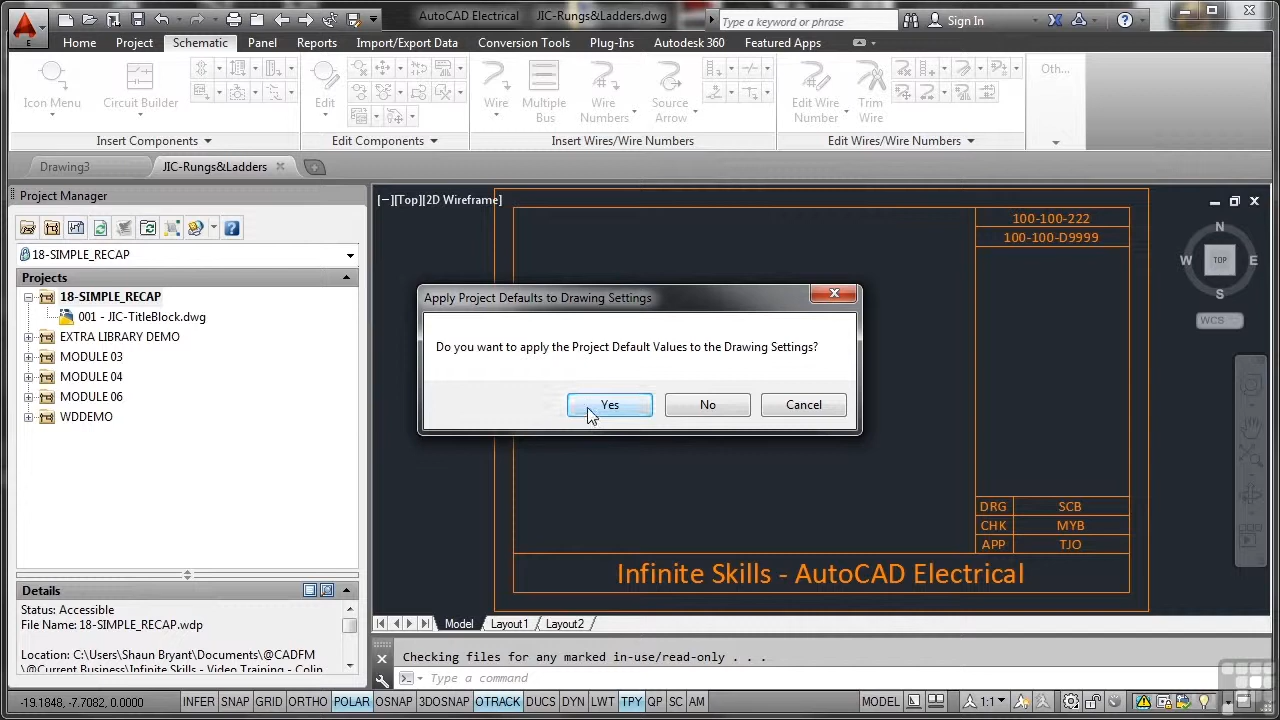 AutoCAD Electrical JIC-Rungs&Ladders.dwg
Type a keyword or phrase
Sign In
E
Home Project Schematic Panel Reports Import/Export Data Conversion Tools Plug-Ins Autodesk 360 Featured Apps
Icon Menu
Circuit Builder
Edit
Wire
Multiple Bus
Wire Numbers
Source Arrow
Edit Wire Number
Trim Wire
Oth...
Insert Components
Edit Components
Insert Wires/Wire Numbers
Edit Wires/Wire Numbers
Drawing3
JIC-Rungs&Ladders
Project Manager
18-SIMPLE_RECAP
Projects
18-SIMPLE_RECAP
001 - JIC-TitleBlock.dwg
EXTRA LIBRARY DEMO
MODULE 03
MODULE 04
MODULE 06
WDDEMO
Details
Status: Accessible
File Name: 18-SIMPLE_RECAP.wdp
Location: C:\Users\Shaun Bryant\Documents\@CADFM
\@Current Business\Infinite Skills - Video Training - Colin
[−][Top][2D Wireframe]
100-100-222
100-100-D9999
N
W TOP E
S
WCS
Apply Project Defaults to Drawing Settings
Do you want to apply the Project Default Values to the Drawing Settings?
Yes No Cancel
DRG SCB
CHK MYB
APP TJO
Infinite Skills - AutoCAD Electrical
Model Layout1 Layout2
Checking files for any marked in-use/read-only . . .
Type a command
-19.1848, -7.7082, 0.0000
INFER SNAP GRID ORTHO POLAR OSNAP 3DOSNAP OTRACK DUCS DYN LWT TPY QP SC AM
MODEL
1:1